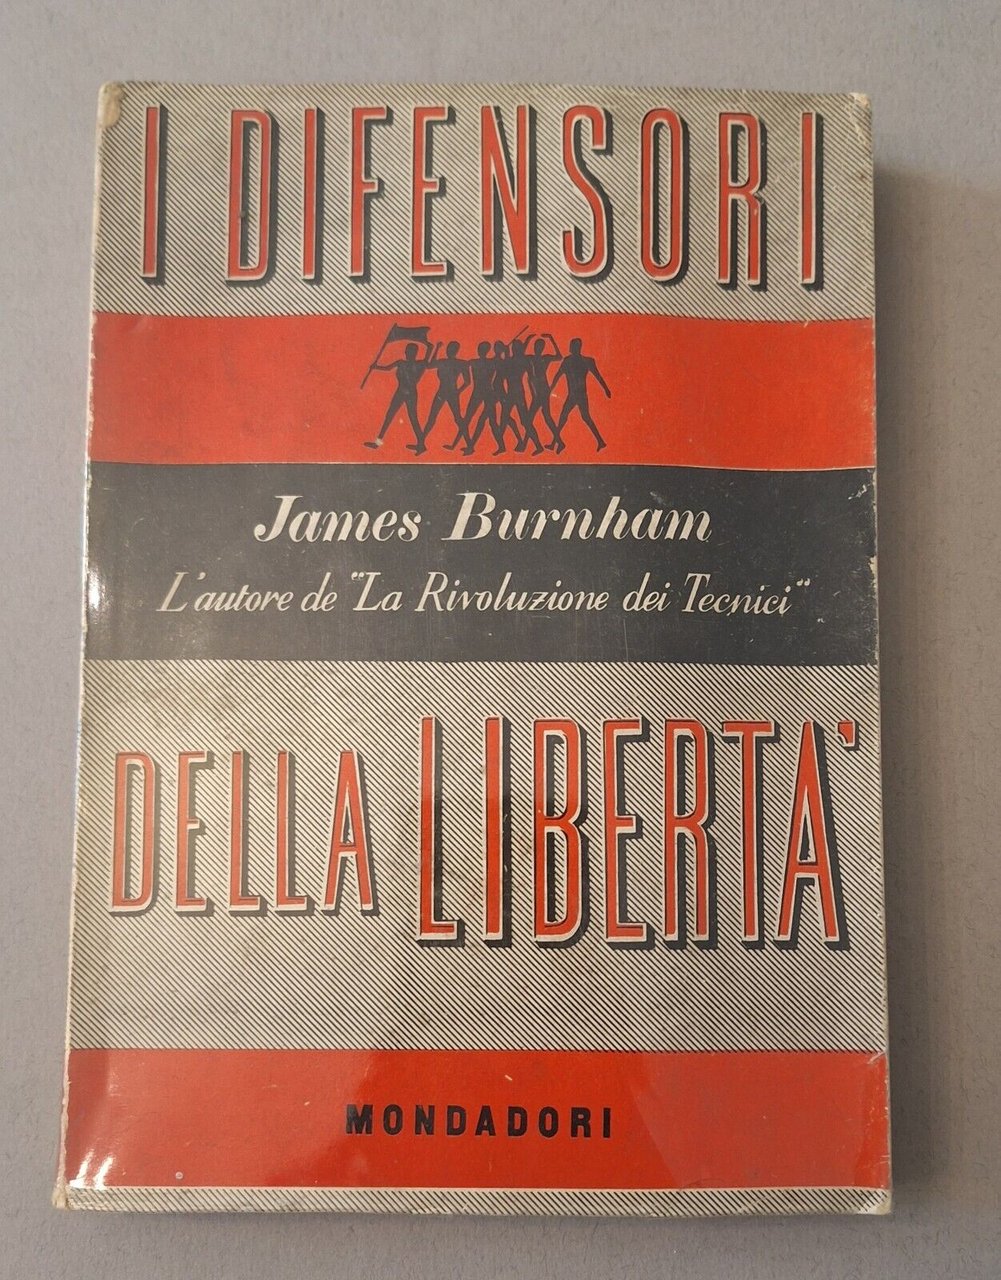 I DIFENSORI
James Burnham
L'autore de "La Rivoluzione dei Tecnici"
DELLA LIBERTA'
MONDADORI